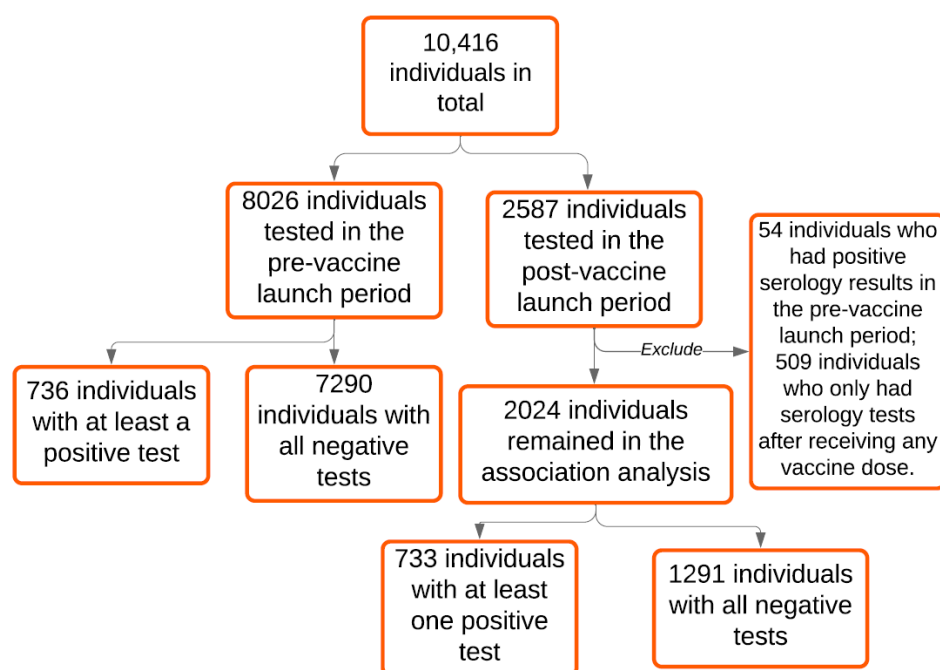 10,416
individuals in
total
8026 individuals
tested in the
pre-vaccine
launch period
2587 individuals
tested in the
post-vaccine
launch period
54 individuals who
had positive
serology results in
the pre-vaccine
launch period;
509 individuals
who only had
serology tests
after receiving any
vaccine dose.
Exclude
736 individuals
with at least a
positive test
7290
individuals with
all negative
tests
2024 individuals
remained in the
association analysis
733 individuals
with at least
one positive
test
1291 individuals
with all negative
tests